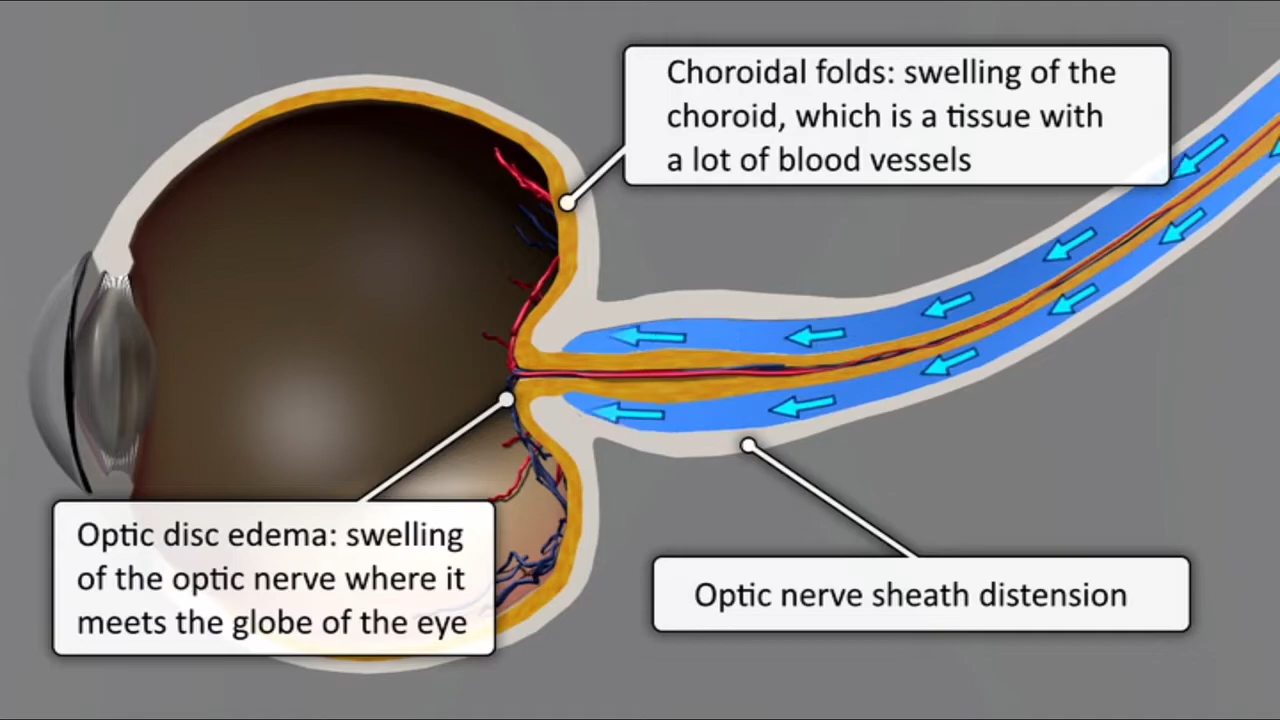 Choroidal folds: swelling of the
choroid, which is a tissue with
a lot of blood vessels
Optic disc edema: swelling
of the optic nerve where it
meets the globe of the eye
Optic nerve sheath distension